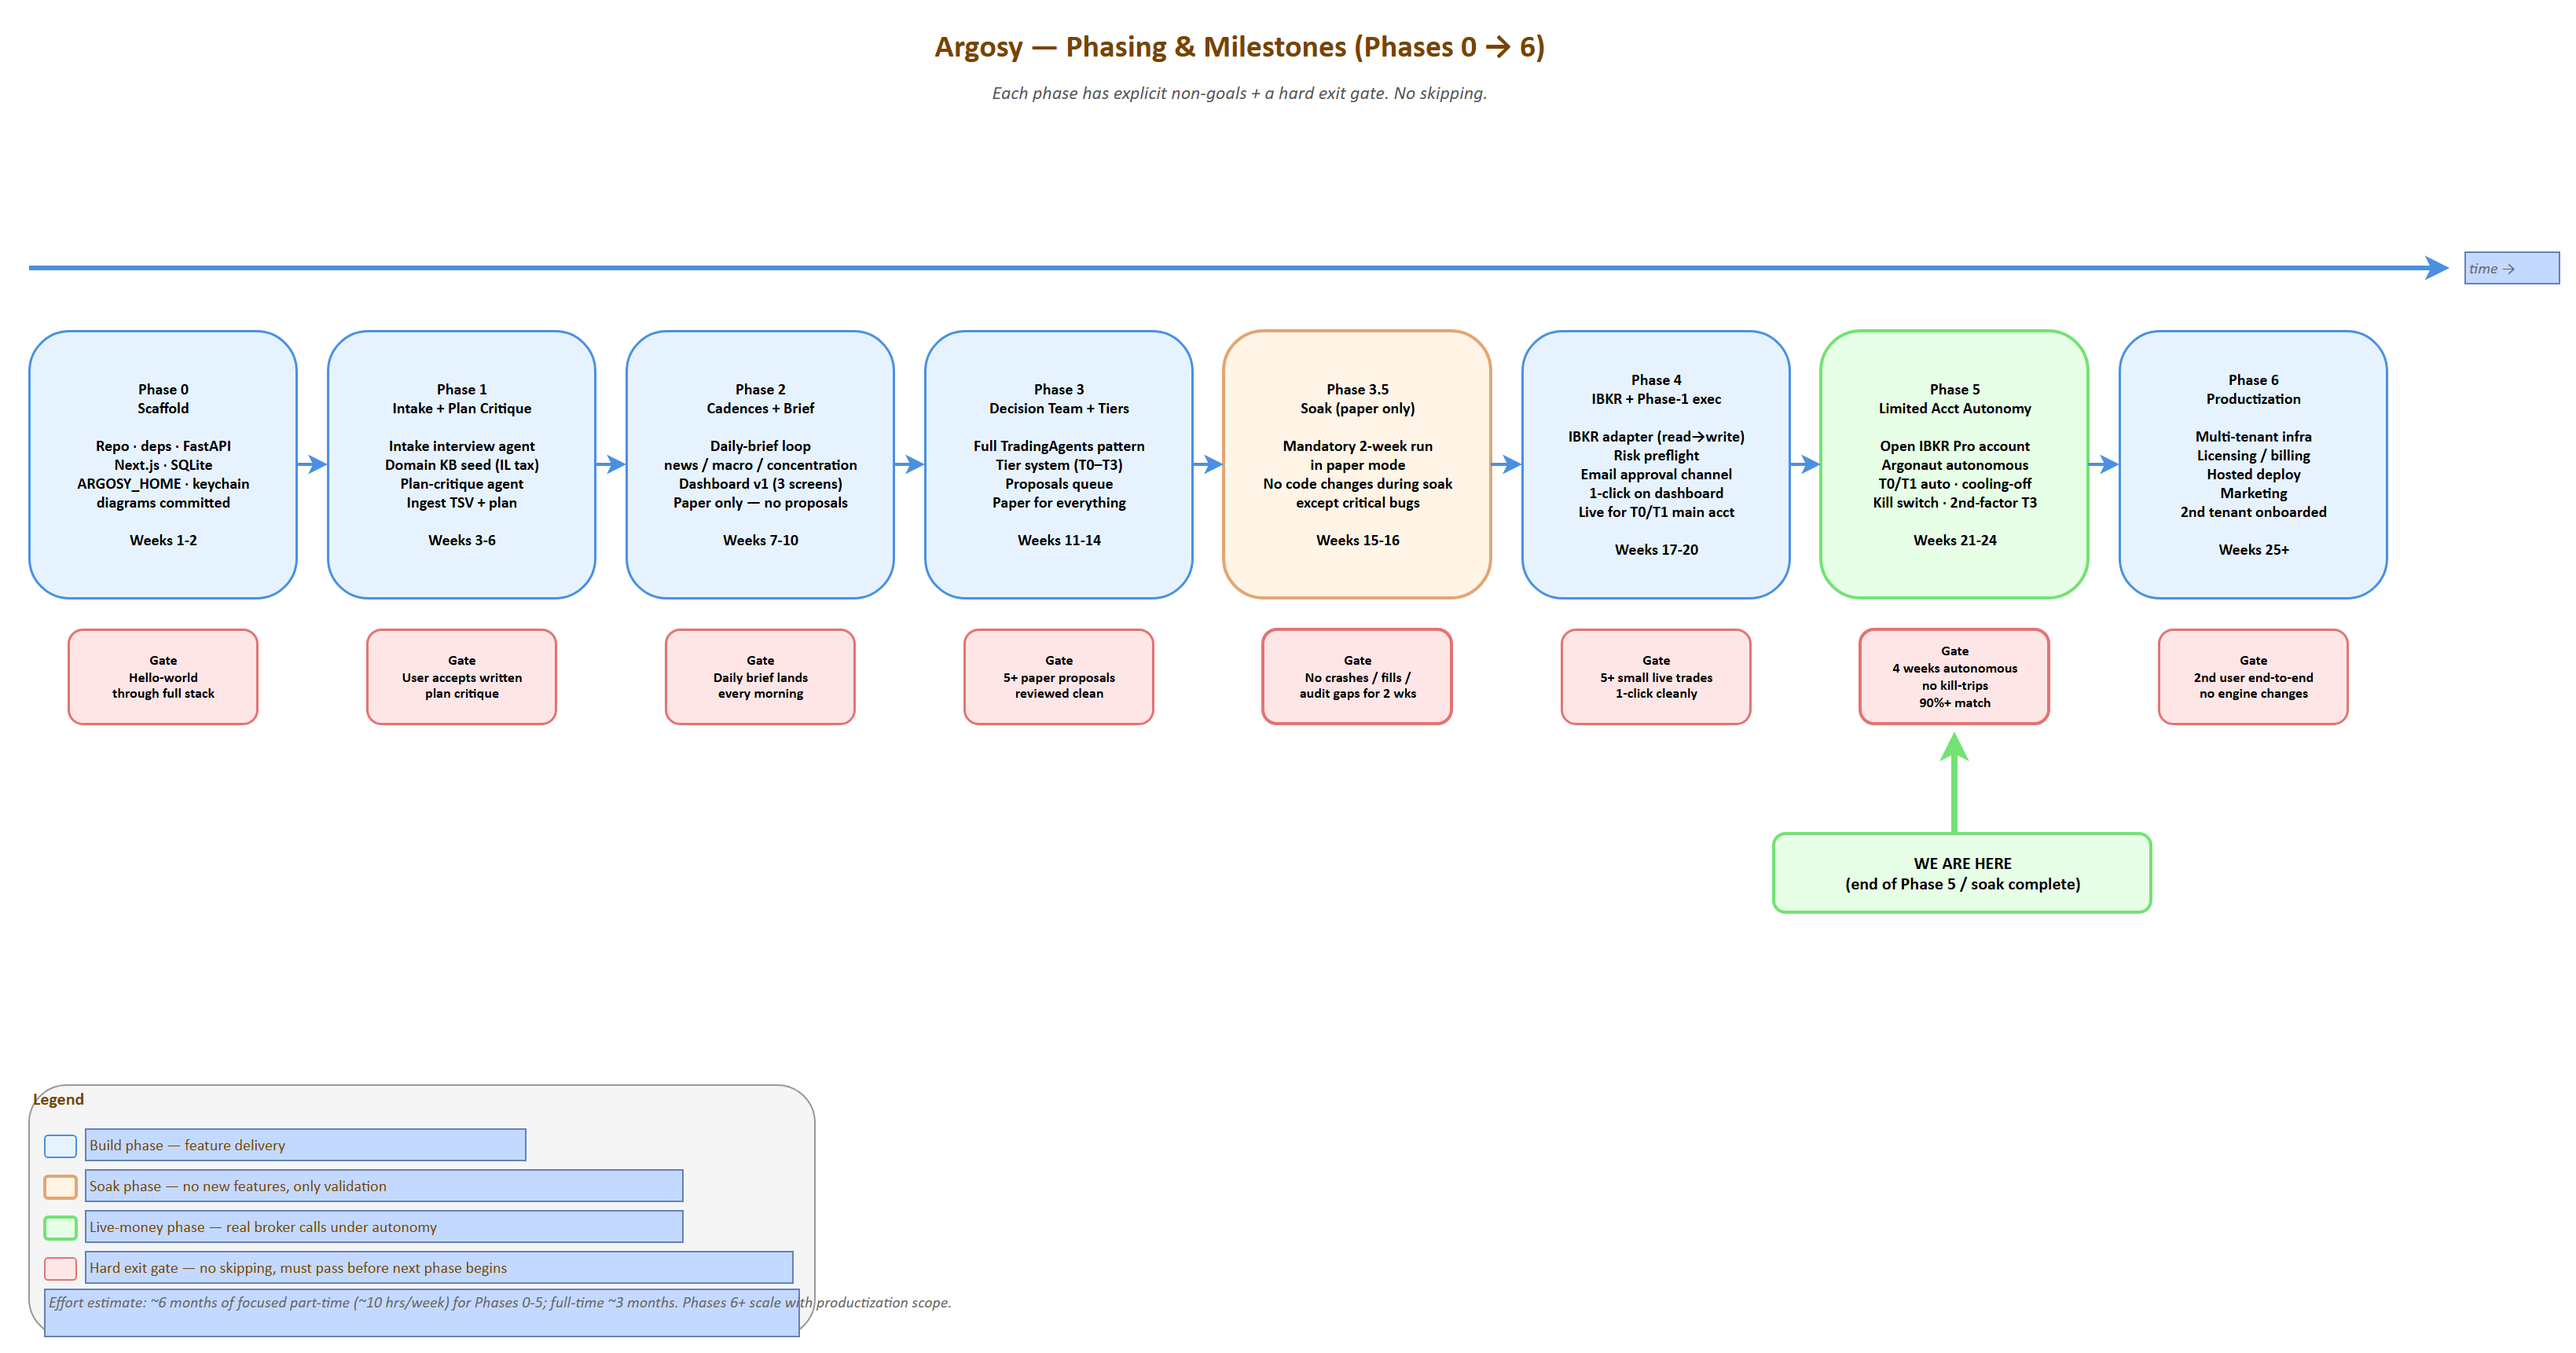 Argosy — Phasing & Milestones (Phases 0 → 6)
Each phase has explicit non-goals + a hard exit gate. No skipping.
time →
Phase 0
Scaffold
Repo · deps · FastAPI
Next.js · SQLite
ARGOSY_HOME · keychain
diagrams committed
Weeks 1-2
Phase 1
Intake + Plan Critique
Intake interview agent
Domain KB seed (IL tax)
Plan-critique agent
Ingest TSV + plan
Weeks 3-6
Phase 2
Cadences + Brief
Daily-brief loop
news / macro / concentration
Dashboard v1 (3 screens)
Paper only — no proposals
Weeks 7-10
Phase 3
Decision Team + Tiers
Full TradingAgents pattern
Tier system (T0–T3)
Proposals queue
Paper for everything
Weeks 11-14
Phase 3.5
Soak (paper only)
Mandatory 2-week run
in paper mode
No code changes during soak
except critical bugs
Weeks 15-16
Phase 4
IBKR + Phase-1 exec
IBKR adapter (read→write)
Risk preflight
Email approval channel
1-click on dashboard
Live for T0/T1 main acct
Weeks 17-20
Phase 5
Limited Acct Autonomy
Open IBKR Pro account
Argonaut autonomous
T0/T1 auto · cooling-off
Kill switch · 2nd-factor T3
Weeks 21-24
Phase 6
Productization
Multi-tenant infra
Licensing / billing
Hosted deploy
Marketing
2nd tenant onboarded
Weeks 25+
Gate
Hello-world
through full stack
Gate
User accepts written
plan critique
Gate
Daily brief lands
every morning
Gate
5+ paper proposals
reviewed clean
Gate
No crashes / fills /
audit gaps for 2 wks
Gate
5+ small live trades
1-click cleanly
Gate
4 weeks autonomous
no kill-trips
90%+ match
Gate
2nd user end-to-end
no engine changes
WE ARE HERE
(end of Phase 5 / soak complete)
Legend
Build phase — feature delivery
Soak phase — no new features, only validation
Live-money phase — real broker calls under autonomy
Hard exit gate — no skipping, must pass before next phase begins
Effort estimate: ~6 months of focused part-time (~10 hrs/week) for Phases 0-5; full-time ~3 months. Phases 6+ scale with productization scope.